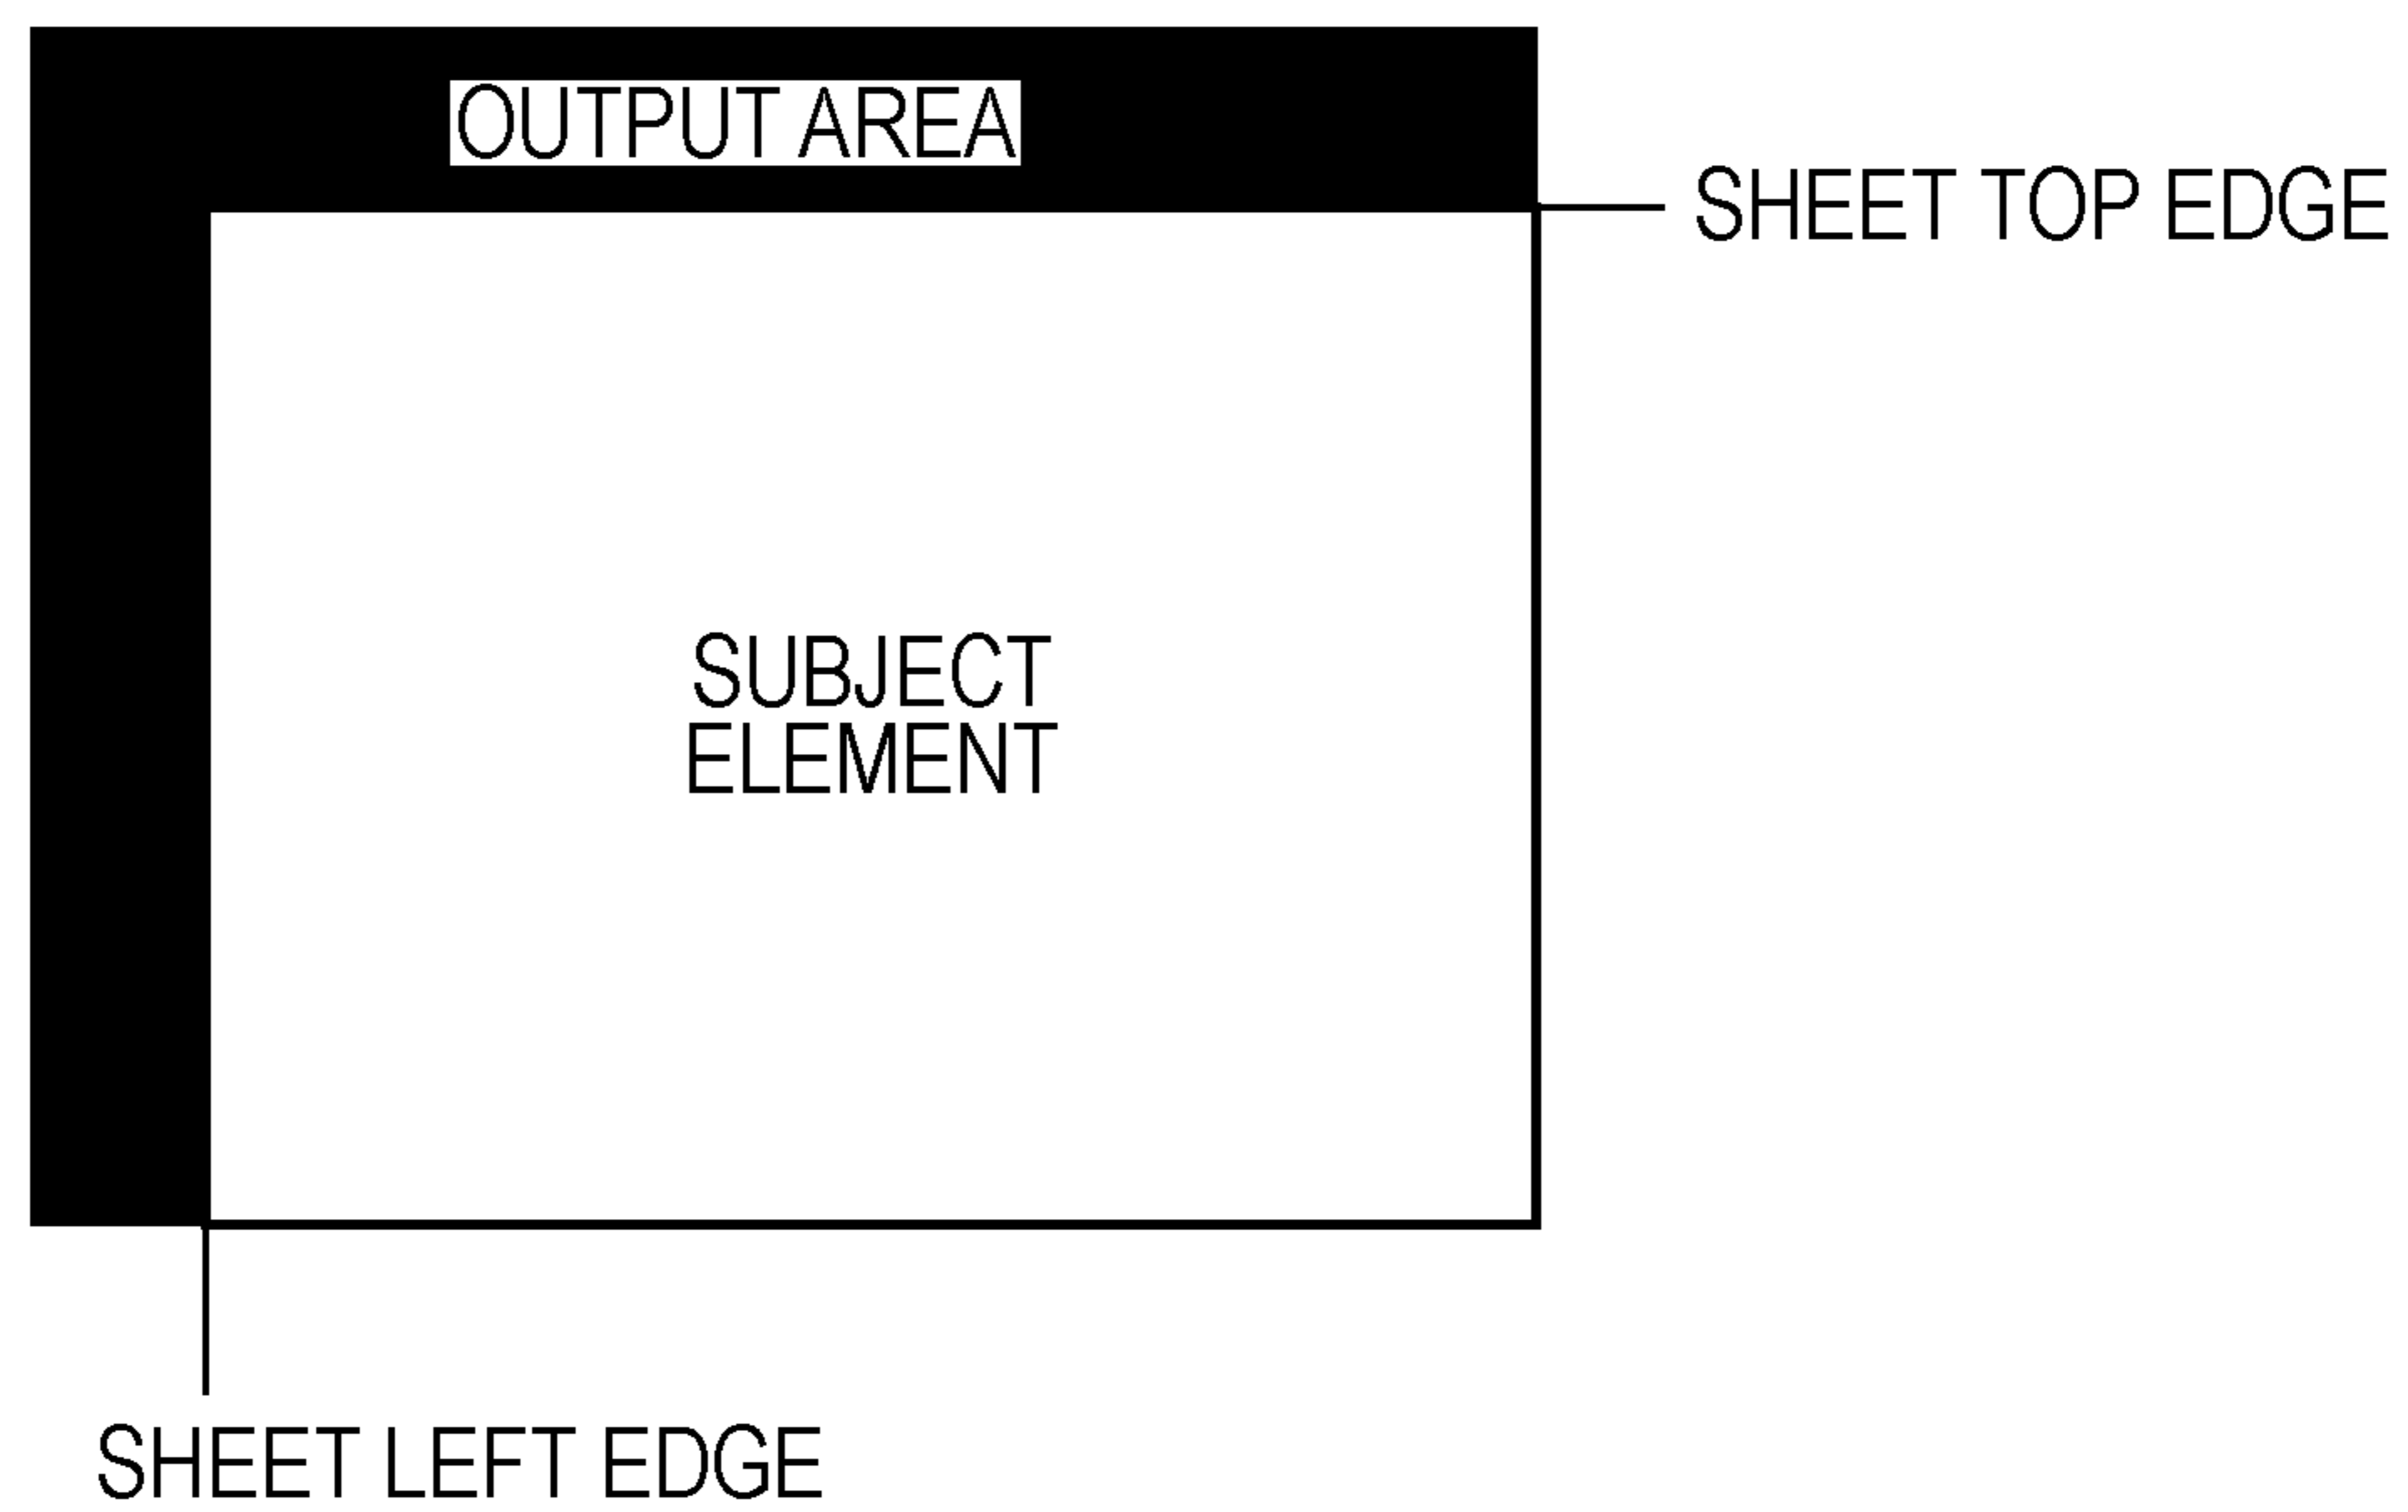 OUTPUT AREA
SHEET TOP EDGE
SUBJECT
ELEMENT
SHEET LEFT EDGE